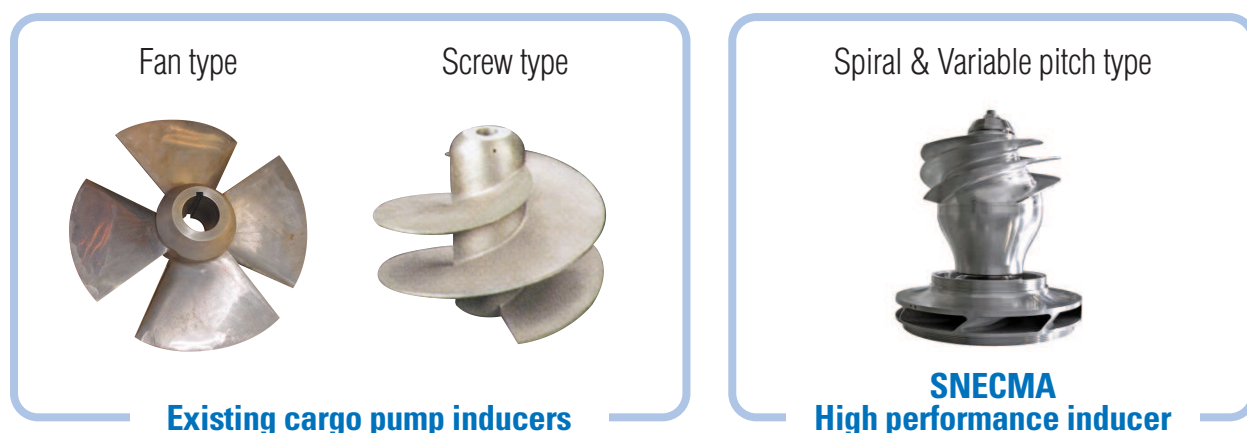 Fan type
Screw type
Existing cargo pump inducers
Spiral & Variable pitch type
SNECMA
High performance inducer